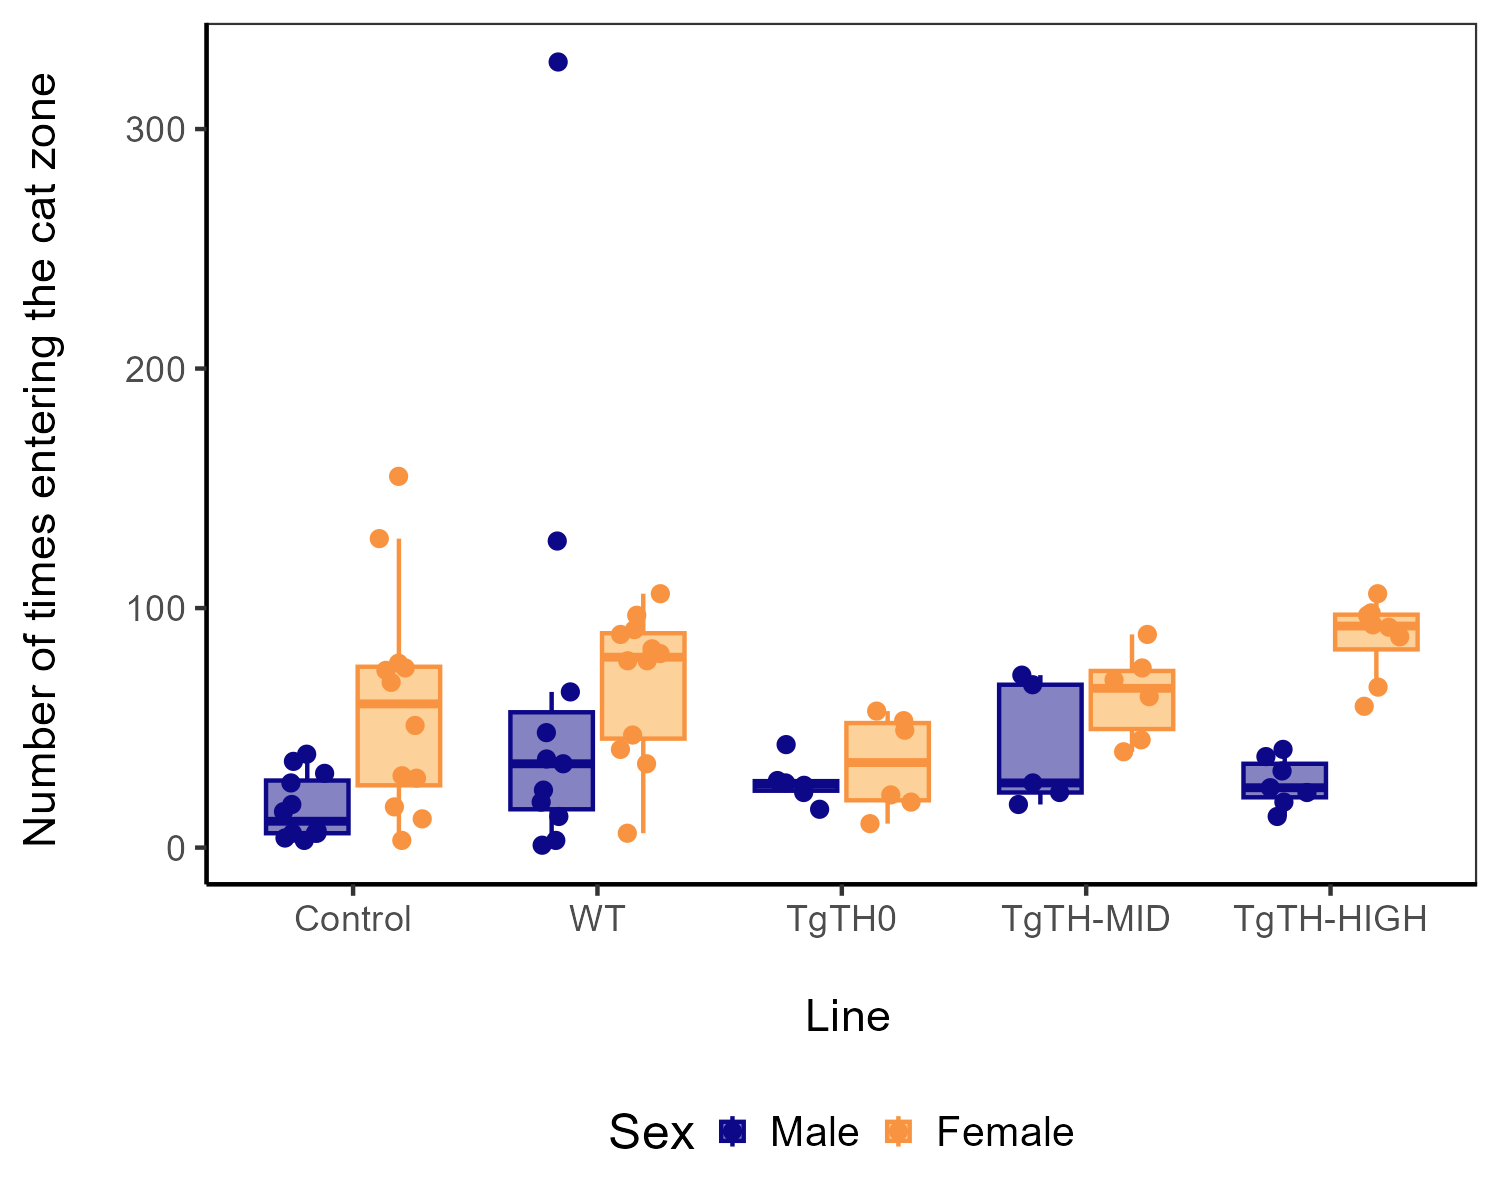 Number of times entering the cat zone
300
200
100
0
Control WT TgTH0 TgTH-MID TgTH-HIGH
Line
Sex Male Female